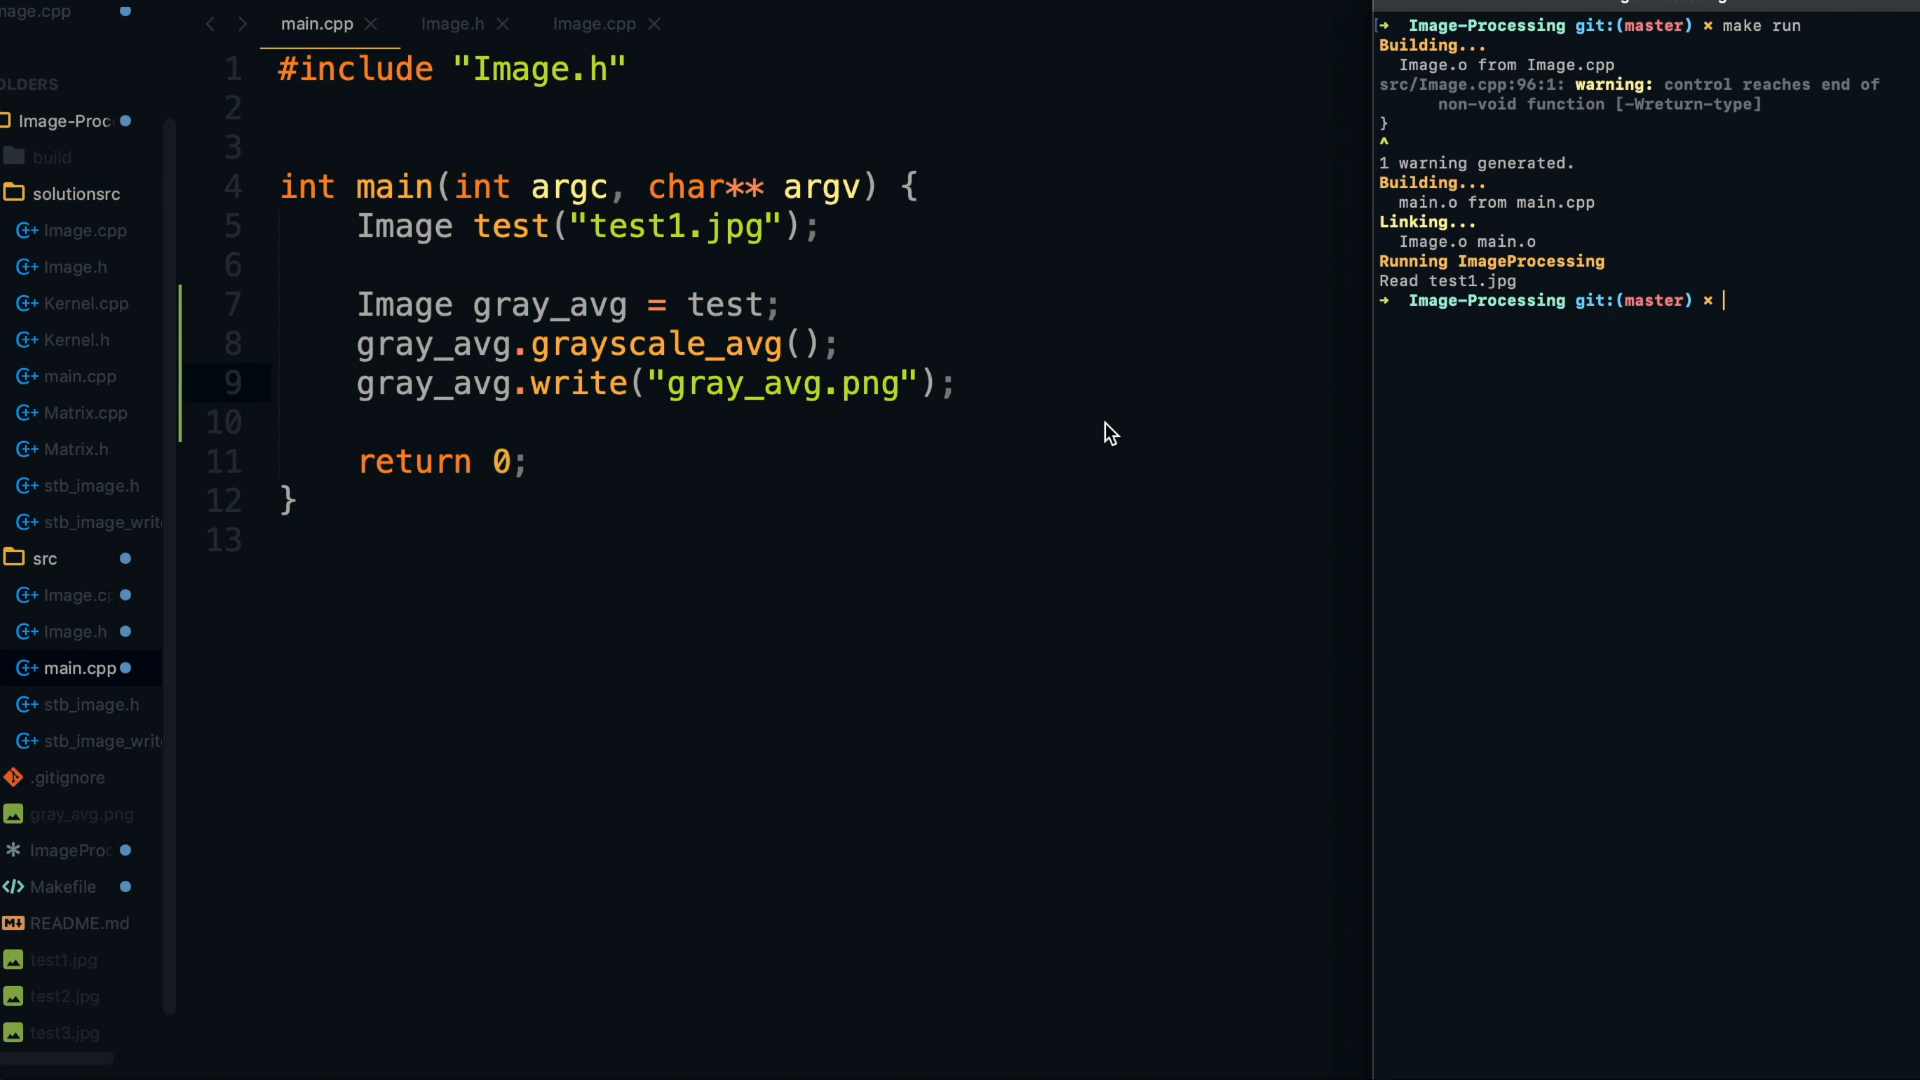 mage.cpp
OLDERS
Image-Proc
build
solutionsrc
Image.cpp
Image.h
Kernel.cpp
Kernel.h
main.cpp
Matrix.cpp
Matrix.h
stb_image.h
stb_image_writ
src
Image.c
Image.h
main.cpp
stb_image.h
stb_image_writ
.gitignore
gray_avg.png
ImageProc
Makefile
README.md
test1.jpg
test2.jpg
test3.jpg
main.cpp Image.h Image.cpp
1 #include "Image.h"
2
3
4 int main(int argc, char** argv) {
5     Image test("test1.jpg");
6
7     Image gray_avg = test;
8     gray_avg.grayscale_avg();
9     gray_avg.write("gray_avg.png");
10
11     return 0;
12 }
13
[➜ Image-Processing git:(master) × make run
Building...
  Image.o from Image.cpp
src/Image.cpp:96:1: warning: control reaches end of
      non-void function [-Wreturn-type]
}
^
1 warning generated.
Building...
  main.o from main.cpp
Linking...
  Image.o main.o
Running ImageProcessing
Read test1.jpg
➜ Image-Processing git:(master) ×